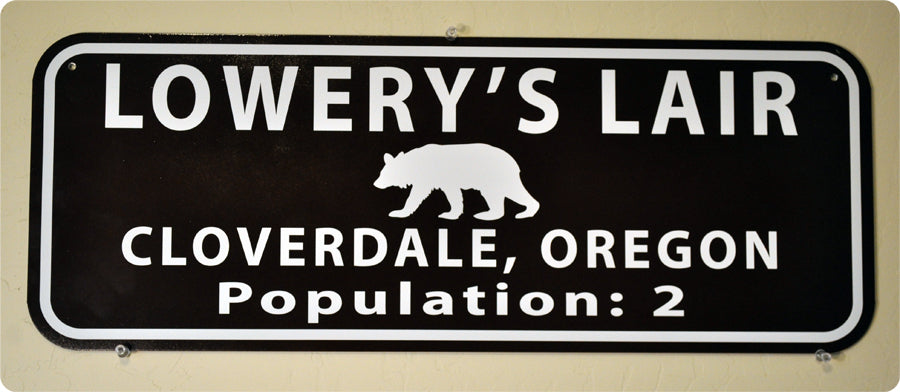 LOWERY'S LAIR
CLOVERDALE, OREGON
Population: 2